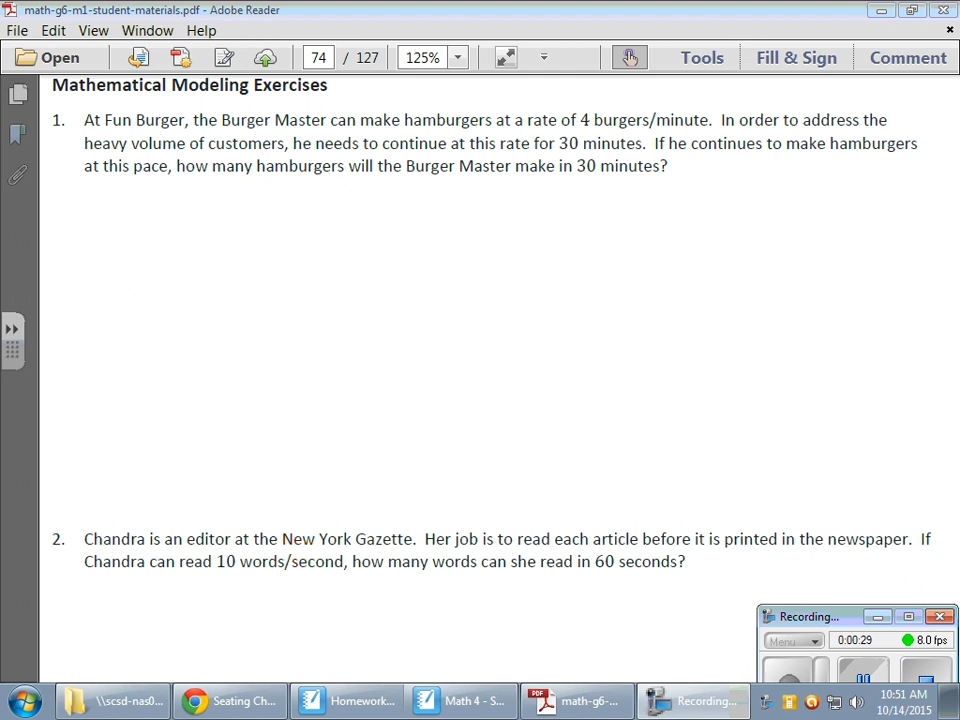 math-g6-m1-student-materials.pdf - Adobe Reader
File Edit View Window Help
Open 74 / 127 125% Tools Fill & Sign Comment
Mathematical Modeling Exercises
1. At Fun Burger, the Burger Master can make hamburgers at a rate of 4 burgers/minute. In order to address the
heavy volume of customers, he needs to continue at this rate for 30 minutes. If he continues to make hamburgers
at this pace, how many hamburgers will the Burger Master make in 30 minutes?
2. Chandra is an editor at the New York Gazette. Her job is to read each article before it is printed in the newspaper. If
Chandra can read 10 words/second, how many words can she read in 60 seconds?
Recording...
Menu 0:00:29 8.0 fps
\\scsd-nas0... Seating Ch... Homework... Math 4 - S... PDF math-g6-... Recording... 10:51 AM
10/14/2015